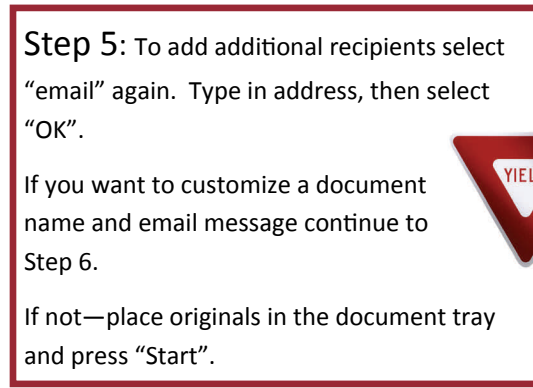 Step 5: To add additional recipients select
“email” again.  Type in address, then select
“OK”.
If you want to customize a document
name and email message continue to
Step 6.
If not—place originals in the document tray
and press “Start”.